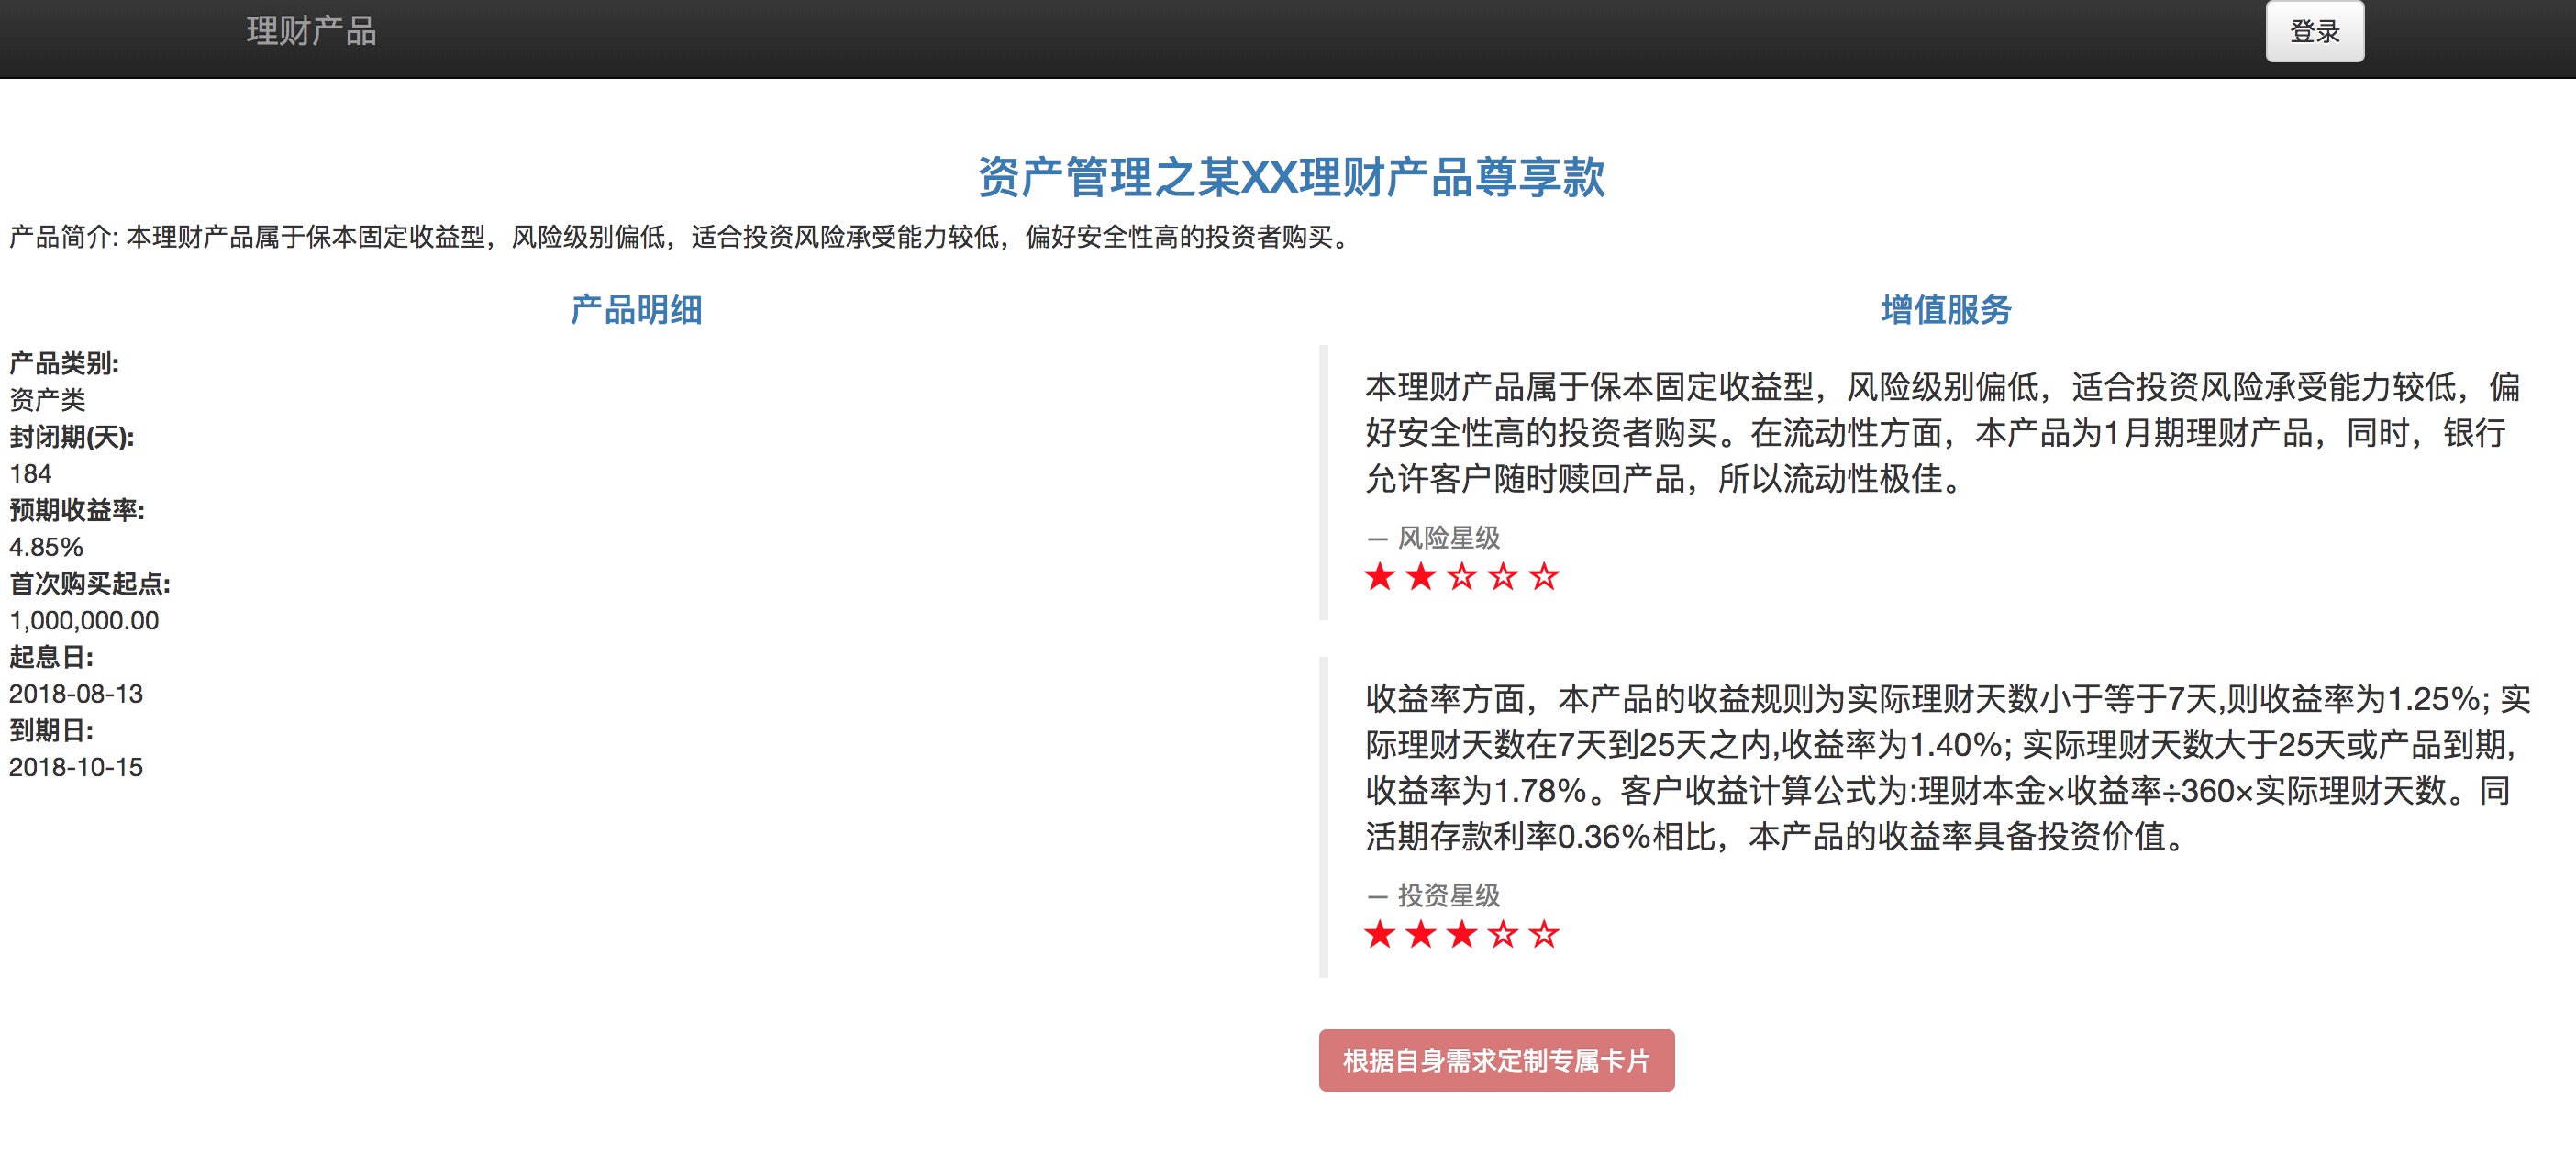 理财产品
登录
资产管理之某XX理财产品尊享款
产品简介: 本理财产品属于保本固定收益型，风险级别偏低，适合投资风险承受能力较低，偏好安全性高的投资者购买。
产品明细
产品类别:
资产类
封闭期(天):
184
预期收益率:
4.85%
首次购买起点:
1,000,000.00
起息日:
2018-08-13
到期日:
2018-10-15
增值服务
本理财产品属于保本固定收益型，风险级别偏低，适合投资风险承受能力较低，偏
好安全性高的投资者购买。在流动性方面，本产品为1月期理财产品，同时，银行
允许客户随时赎回产品，所以流动性极佳。
— 风险星级
★ ★ ☆ ☆ ☆
收益率方面，本产品的收益规则为实际理财天数小于等于7天,则收益率为1.25%; 实
际理财天数在7天到25天之内,收益率为1.40%; 实际理财天数大于25天或产品到期,
收益率为1.78%。客户收益计算公式为:理财本金×收益率÷360×实际理财天数。同
活期存款利率0.36%相比，本产品的收益率具备投资价值。
— 投资星级
★ ★ ★ ☆ ☆
根据自身需求定制专属卡片